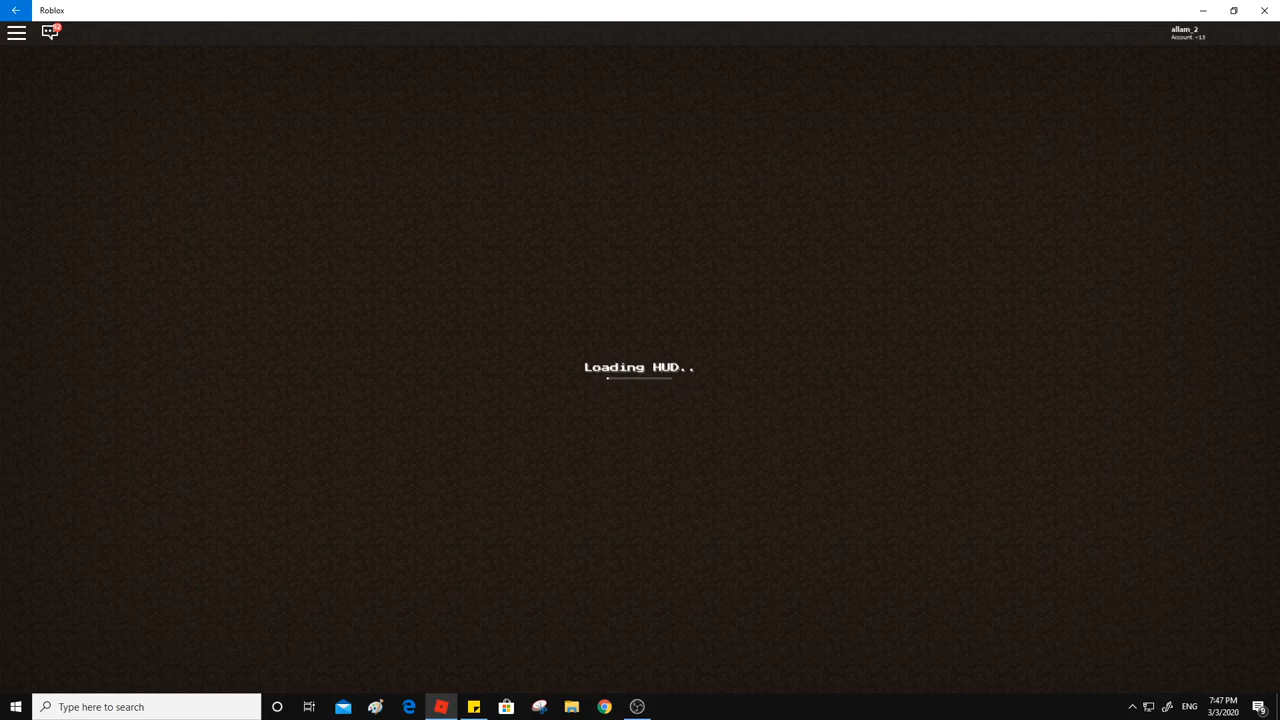 Roblox
allam_2
Account: <13
Loading HUD..
Type here to search
ENG
7:47 PM
3/3/2020